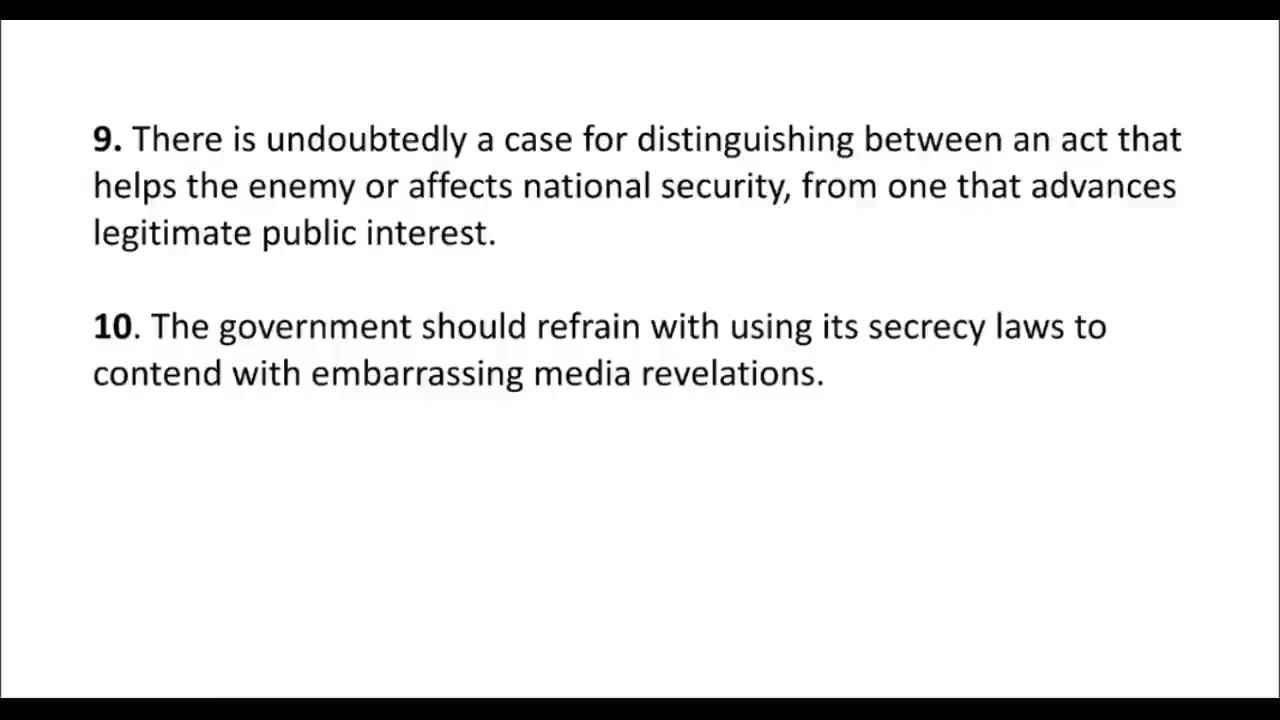 9. There is undoubtedly a case for distinguishing between an act that
helps the enemy or affects national security, from one that advances
legitimate public interest.
10. The government should refrain with using its secrecy laws to
contend with embarrassing media revelations.